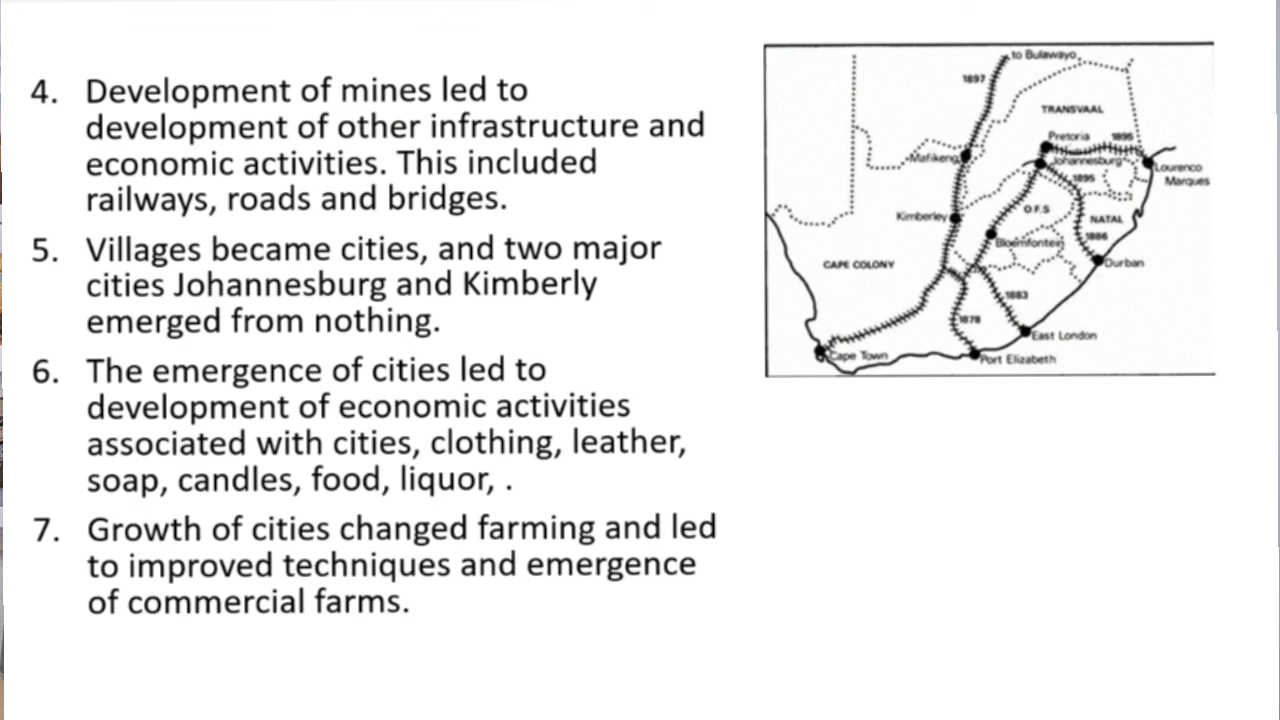 4. Development of mines led to
development of other infrastructure and
economic activities. This included
railways, roads and bridges.
5. Villages became cities, and two major
cities Johannesburg and Kimberly
emerged from nothing.
6. The emergence of cities led to
development of economic activities
associated with cities, clothing, leather,
soap, candles, food, liquor, .
7. Growth of cities changed farming and led
to improved techniques and emergence
of commercial farms.
to Bulawayo
1897
TRANSVAAL
Pretoria
1895
Mafikeng
Johannesburg
Lourenco
Marques
1895
Kimberley
O.F.S
NATAL
1886
Bloemfontein
Durban
CAPE COLONY
1883
1878
East London
Cape Town
Port Elizabeth